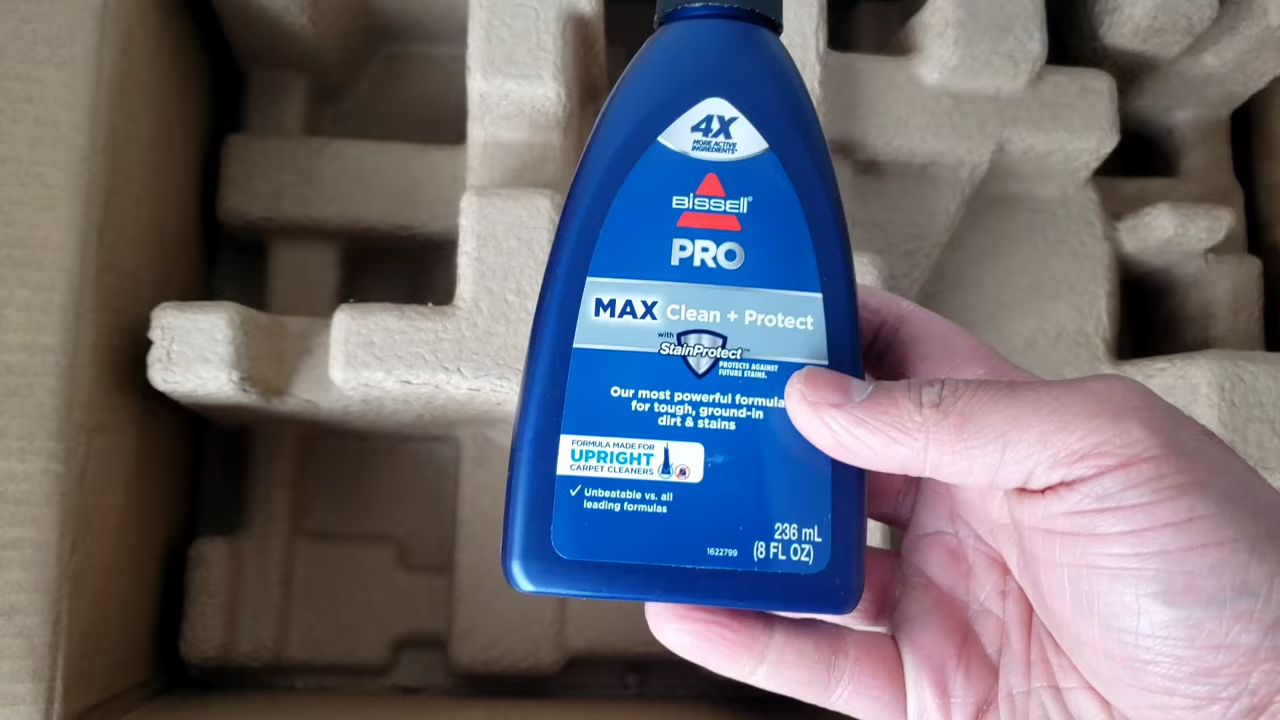 4X
MORE ACTIVE
INGREDIENTS*
BISSELL®
PRO
MAX Clean + Protect
with
StainProtect™
PROTECTS AGAINST
FUTURE STAINS.
Our most powerful formula
for tough, ground-in
dirt & stains
FORMULA MADE FOR
UPRIGHT
CARPET CLEANERS
✓ Unbeatable vs. all
leading formulas
236 mL
1622799 (8 FL OZ)